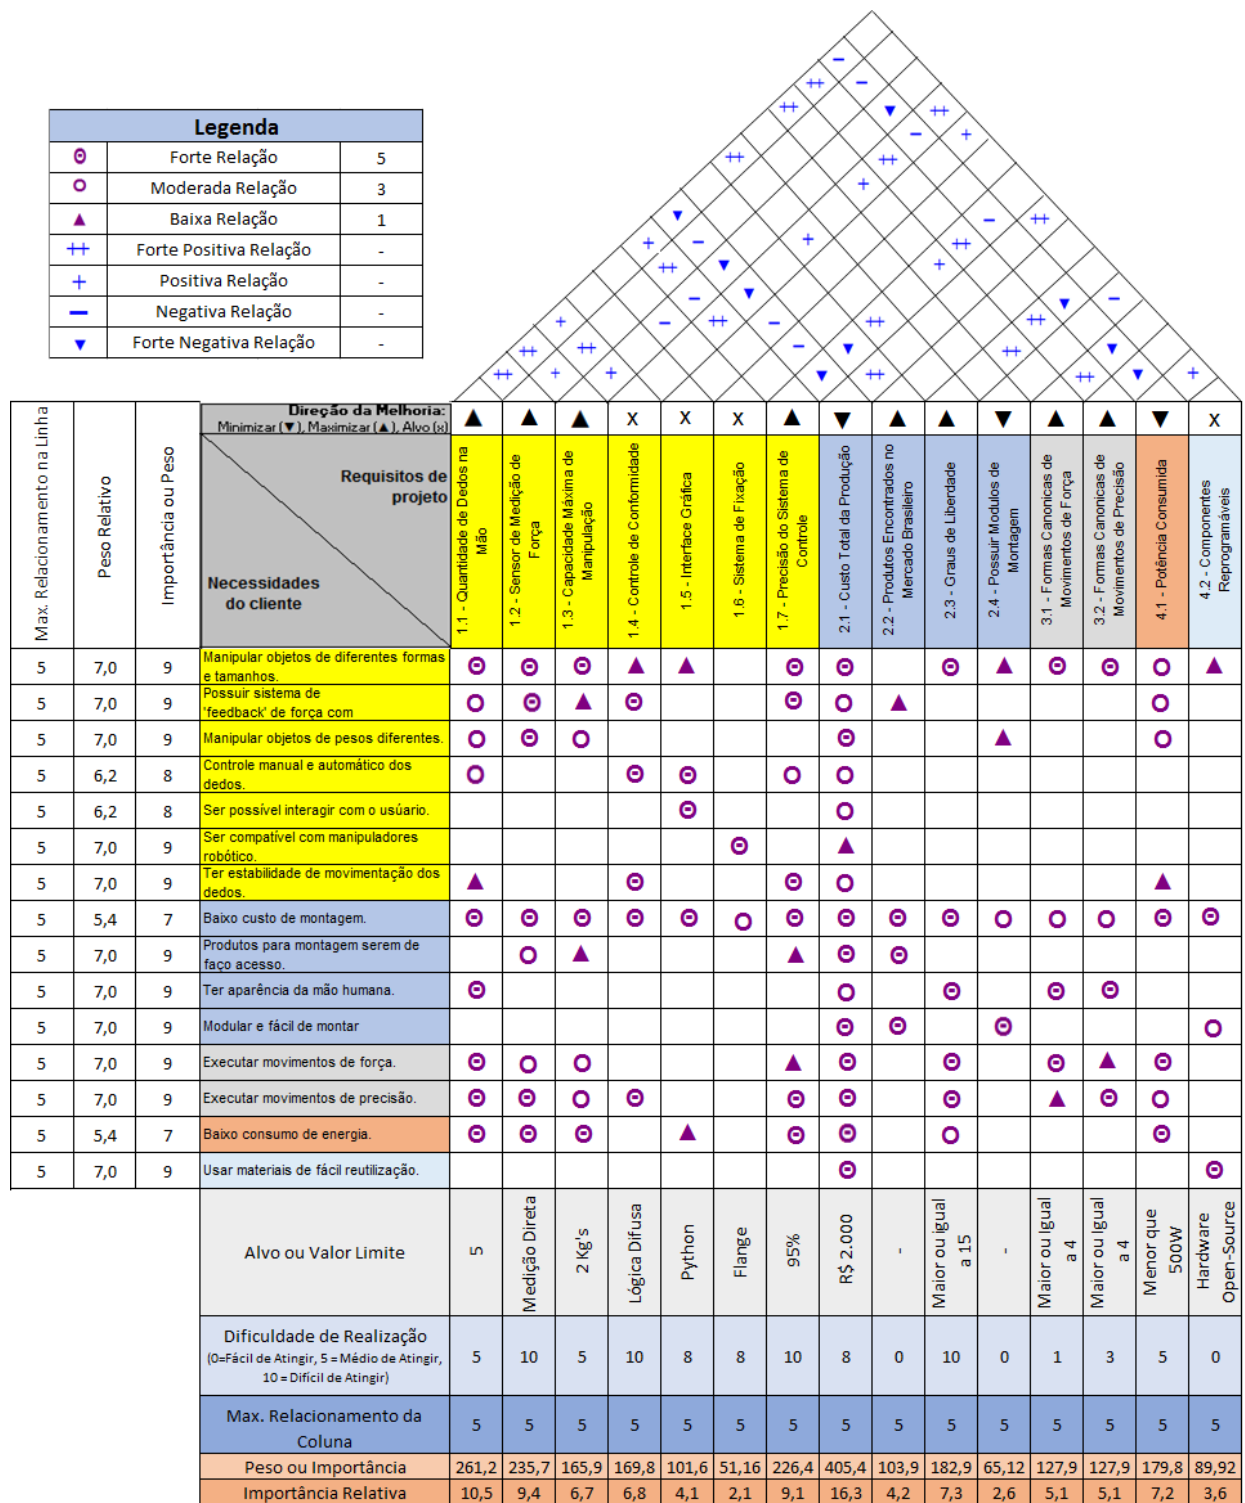 Legenda
Forte Relação 5
Moderada Relação 3
▲ Baixa Relação 1
++ Forte Positiva Relação -
+ Positiva Relação -
− Negativa Relação -
▼ Forte Negativa Relação -
Max. Relacionamento na Linha
Peso Relativo
Importância ou Peso
Direção da Melhoria:
Minimizar (▼), Maximizar (▲), Alvo (x)
▲ ▲ ▲ x x x ▲ ▼ ▲ ▲ ▼ ▲ ▲ ▼ x
Requisitos de
projeto
Necessidades
do cliente
1.1 - Quantidade de Dedos na
Mão
1.2 - Sensor de Medição de
Força
1.3 - Capacidade Máxima de
Manipulação
1.4 - Controle de Conformidade
1.5 - Interface Gráfica
1.6 - Sistema de Fixação
1.7 - Precisão do Sistema de
Controle
2.1 - Custo Total da Produção
2.2 - Produtos Encontrados no
Mercado Brasileiro
2.3 - Graus de Liberdade
2.4 - Possuir Modulos de
Montagem
3.1 - Formas Canonicas de
Movimentos de Força
3.2 - Formas Canonicas de
Movimentos de Precisão
4.1 - Potência Consumida
4.2 - Componentes
Reprogramáveis
5 7,0 9 Manipular objetos de diferentes formas
e tamanhos.
5 7,0 9 Possuir sistema de
'feedback' de força com
5 7,0 9 Manipular objetos de pesos diferentes.
5 6,2 8 Controle manual e automático dos
dedos.
5 6,2 8 Ser possível interagir com o usúario.
5 7,0 9 Ser compatível com manipuladores
robótico.
5 7,0 9 Ter estabilidade de movimentação dos
dedos.
5 5,4 7 Baixo custo de montagem.
5 7,0 9 Produtos para montagem serem de
faço acesso.
5 7,0 9 Ter aparência da mão humana.
5 7,0 9 Modular e fácil de montar
5 7,0 9 Executar movimentos de força.
5 7,0 9 Executar movimentos de precisão.
5 5,4 7 Baixo consumo de energia.
5 7,0 9 Usar materiais de fácil reutilização.
Alvo ou Valor Limite
5
Medição Direta
2 Kg's
Lógica Difusa
Python
Flange
95%
R$ 2.000
-
Maior ou igual
a 15
-
Maior ou Igual
a 4
Maior ou Igual
a 4
Menor que
500W
Hardware
Open-Source
Dificuldade de Realização
(0=Fácil de Atingir, 5 = Médio de Atingir,
10 = Difícil de Atingir)
5 10 5 10 8 8 10 8 0 10 0 1 3 5 0
Max. Relacionamento da
Coluna
5 5 5 5 5 5 5 5 5 5 5 5 5 5 5
Peso ou Importância 261,2 235,7 165,9 169,8 101,6 51,16 226,4 405,4 103,9 182,9 65,12 127,9 127,9 179,8 89,92
Importância Relativa 10,5 9,4 6,7 6,8 4,1 2,1 9,1 16,3 4,2 7,3 2,6 5,1 5,1 7,2 3,6